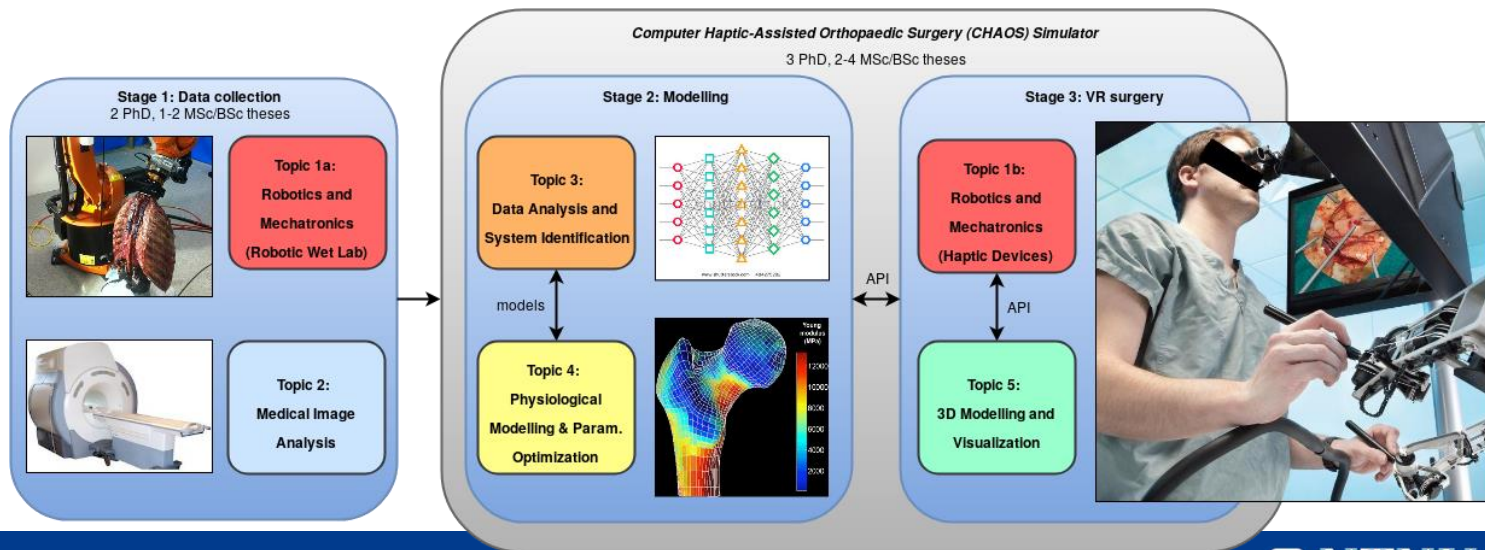 Computer Haptic-Assisted Orthopaedic Surgery (CHAOS) Simulator
3 PhD, 2-4 MSc/BSc theses
Stage 1: Data collection
2 PhD, 1-2 MSc/BSc theses
Topic 1a:
Robotics and
Mechatronics
(Robotic Wet Lab)
Topic 2:
Medical Image
Analysis
Stage 2: Modelling
Topic 3:
Data Analysis and
System Identification
models
Topic 4:
Physiological
Modelling & Param.
Optimization
Young
modulus
(MPa)
12000
10000
8000
6000
4000
2000
API
Stage 3: VR surgery
Topic 1b:
Robotics and
Mechatronics
(Haptic Devices)
API
Topic 5:
3D Modelling and
Visualization